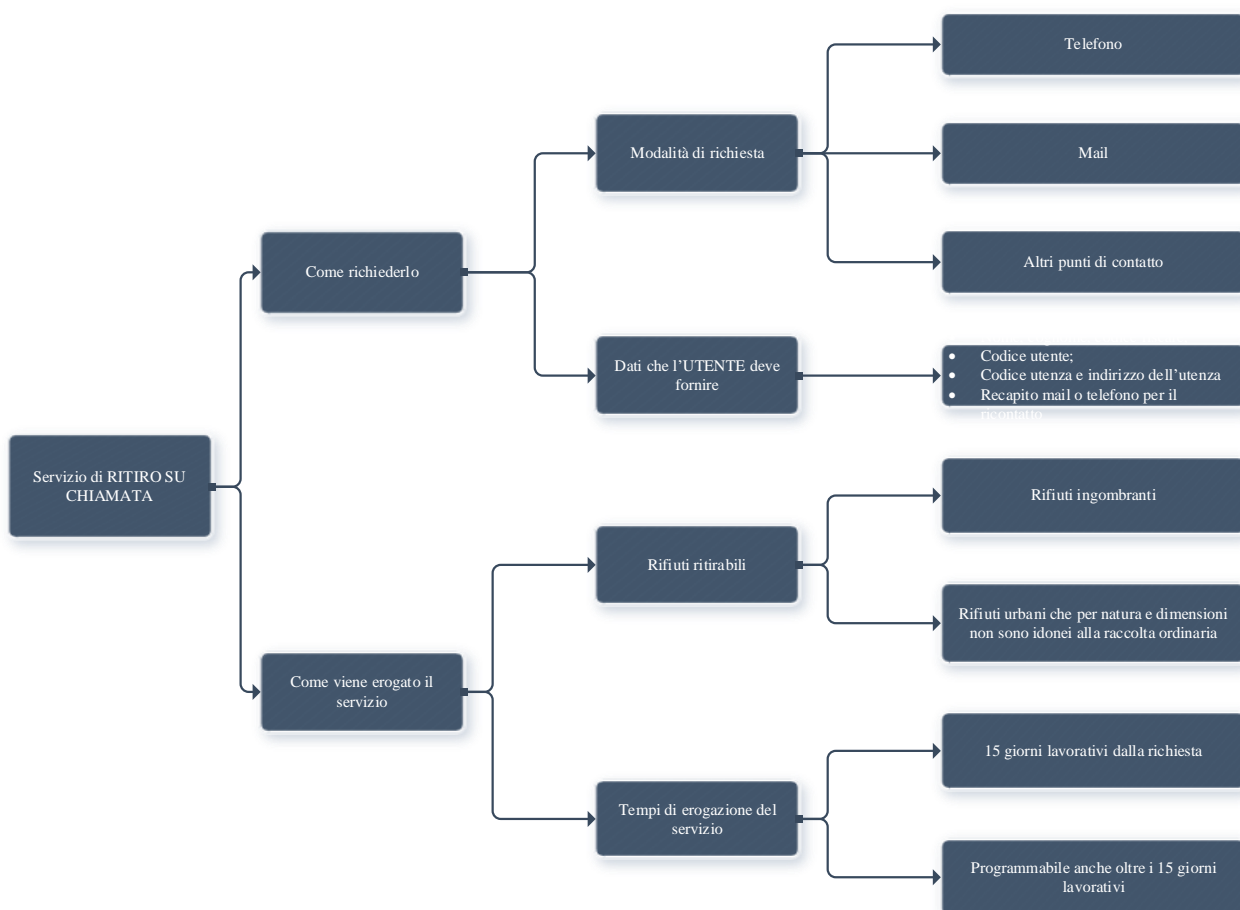 Telefono
Modalità di richiesta
Mail
Come richiederlo
Altri punti di contatto
Dati che l’UTENTE deve
fornire
• Codice utente;
• Codice utenza e indirizzo dell’utenza
• Recapito mail o telefono per il
ricontatto
Servizio di RITIRO SU
CHIAMATA
Rifiuti ingombranti
Rifiuti ritirabili
Rifiuti urbani che per natura e dimensioni
non sono idonei alla raccolta ordinaria
Come viene erogato il
servizio
15 giorni lavorativi dalla richiesta
Tempi di erogazione del
servizio
Programmabile anche oltre i 15 giorni
lavorativi